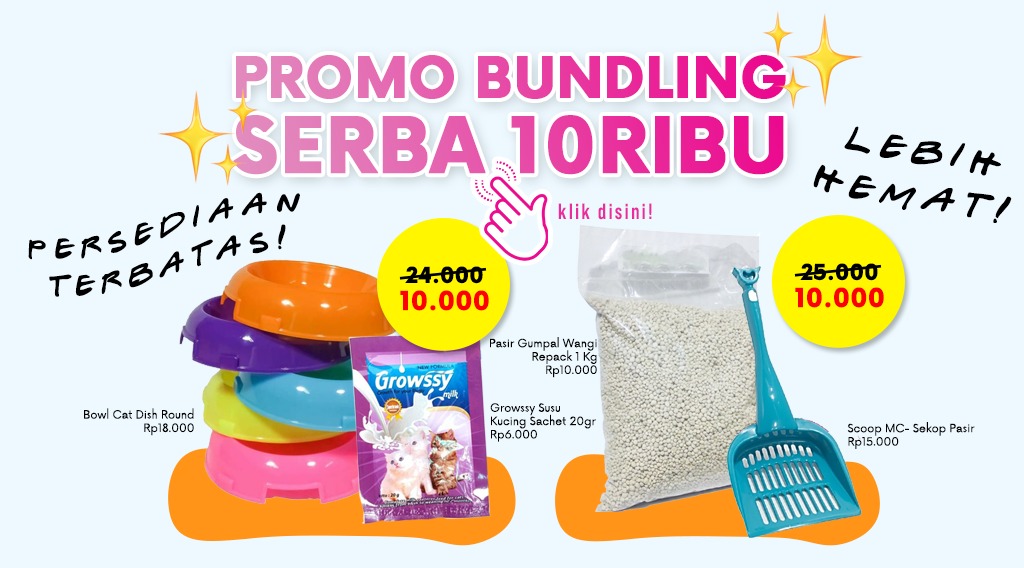 PROMO BUNDLING
SERBA 10RIBU
klik disini!
PERSEDIAAN
TERBATAS!
LEBIH
HEMAT!
24.000
10.000
25.000
10.000
Bowl Cat Dish Round
Rp18.000
NEW FORMULA
Growssy
milk
Growssy Susu
Kucing Sachet 20gr
Rp6.000
Pasir Gumpal Wangi
Repack 1 Kg
Rp10.000
Scoop MC- Sekop Pasir
Rp15.000